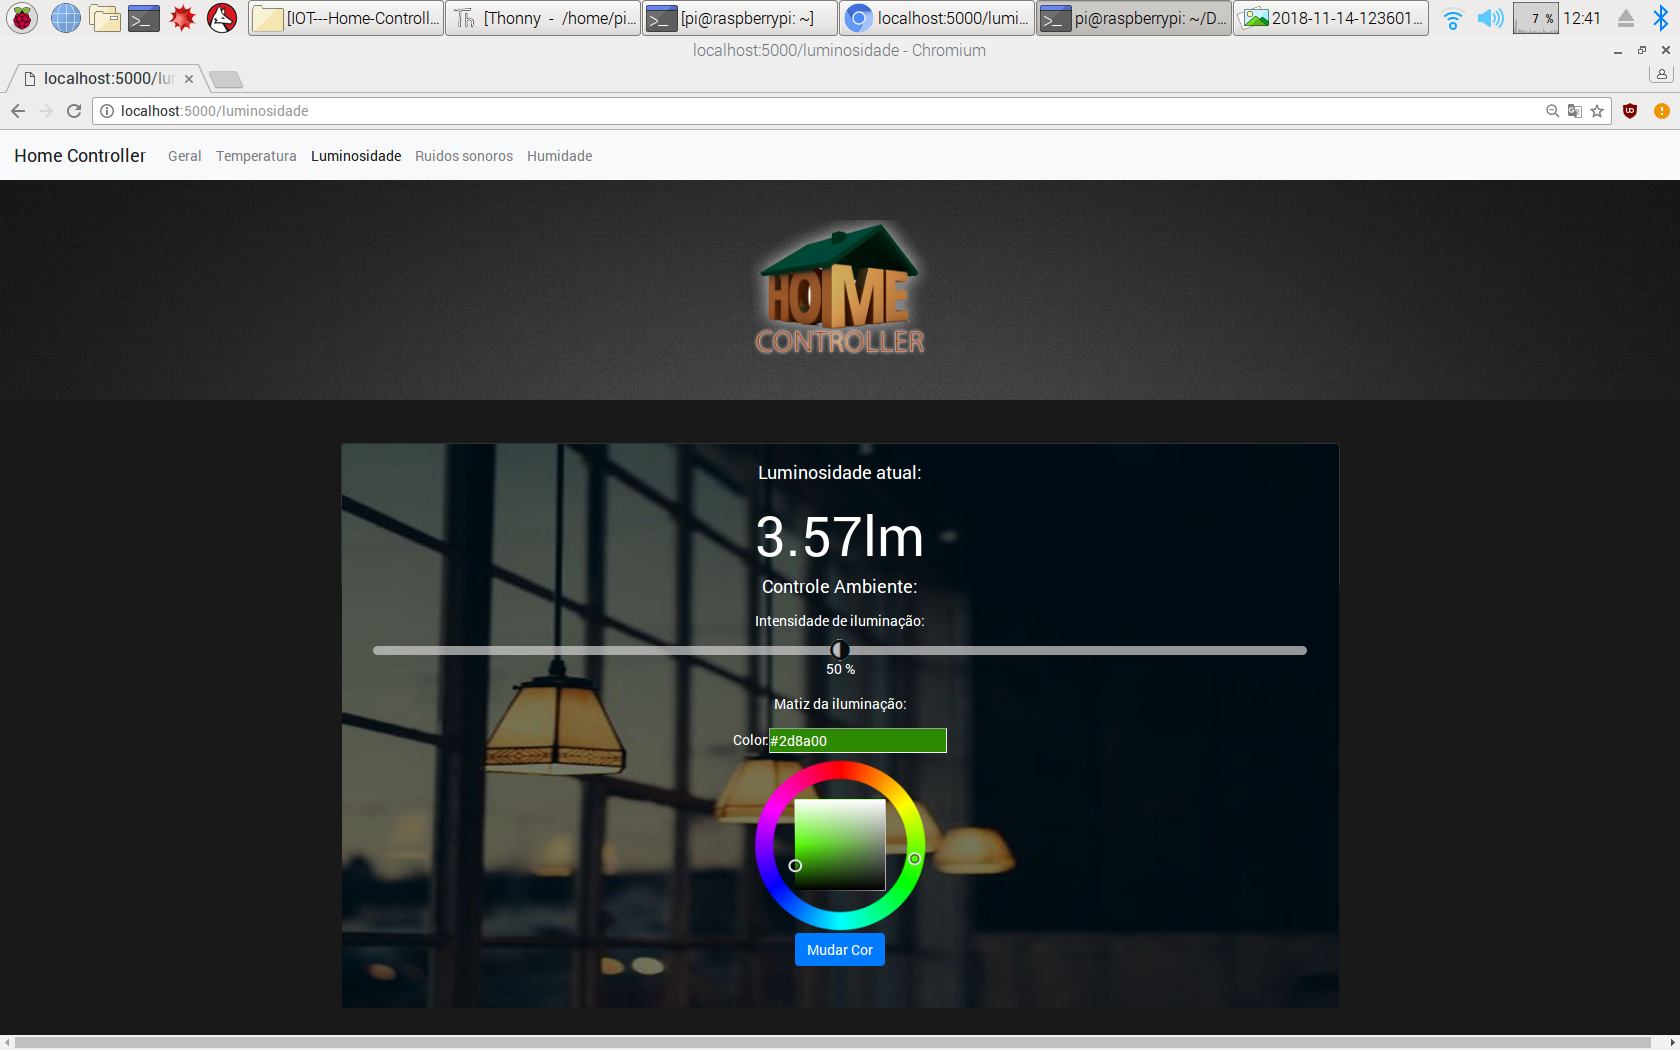 [IOT---Home-Controll...
[Thonny - /home/pi...
[pi@raspberrypi: ~]
localhost:5000/lumi...
pi@raspberrypi: ~/D...
2018-11-14-123601...
7 %
12:41
localhost:5000/luminosidade - Chromium
localhost:5000/lu
localhost:5000/luminosidade
Home Controller
Geral
Temperatura
Luminosidade
Ruidos sonoros
Humidade
HOME
CONTROLLER
Luminosidade atual:
3.57lm
Controle Ambiente:
Intensidade de iluminação:
50 %
Matiz da iluminação:
Color:#2d8a00
Mudar Cor